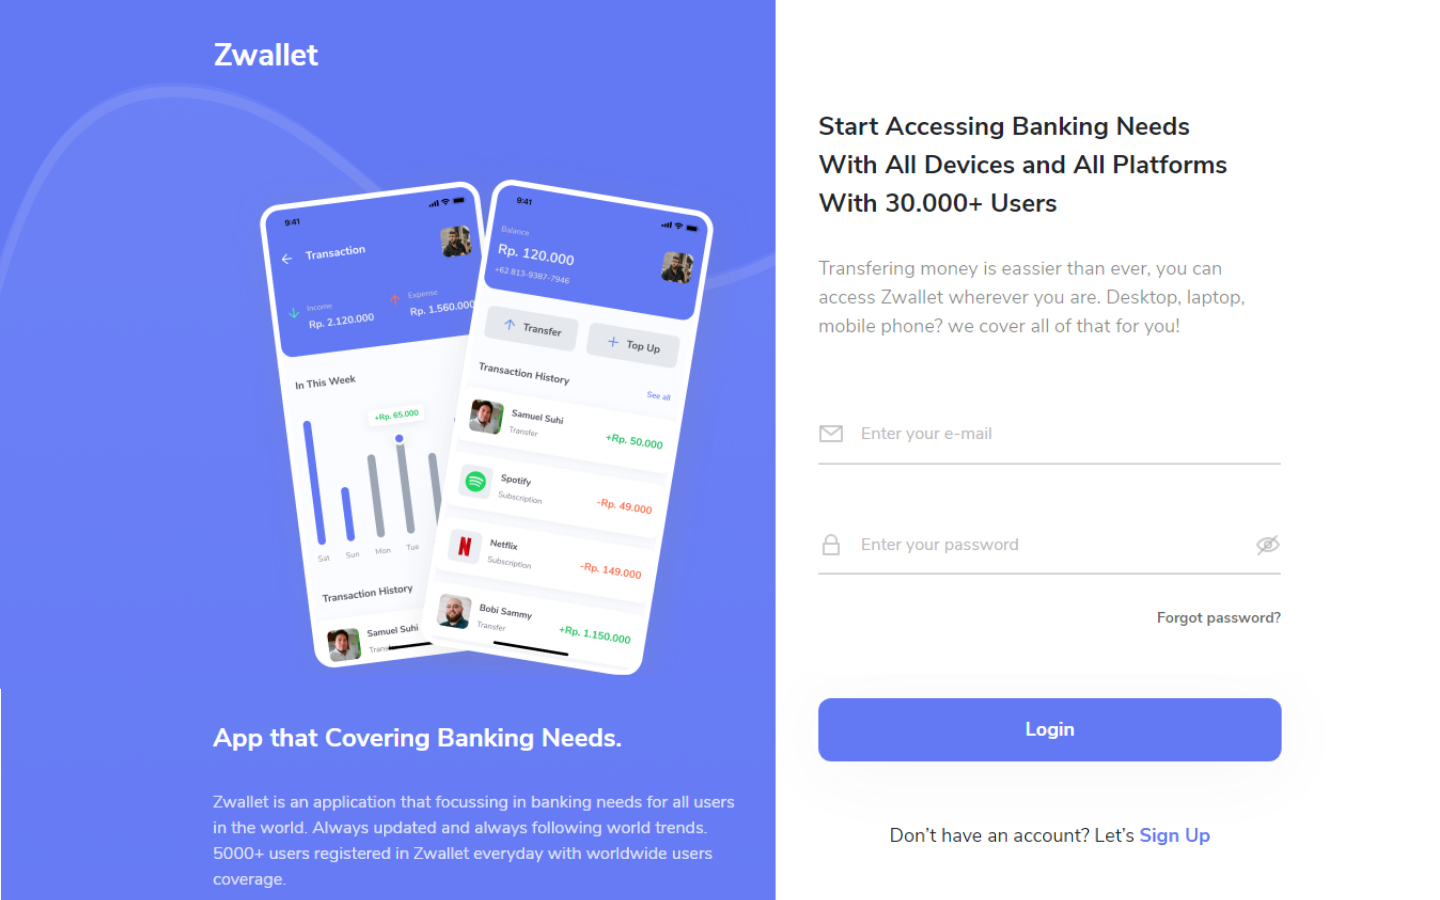 Zwallet
9:41
Transaction
Income
Rp. 2.120.000
Expense
Rp. 1.560.000
In This Week
+Rp. 65.000
Sat Sun Mon Tue
Transaction History
Samuel Suhi
9:41
Balance
Rp. 120.000
+62 813-9387-7946
Transfer
Top Up
Transaction History
See all
Samuel Suhi
Transfer
+Rp. 50.000
Spotify
Subscription
-Rp. 49.000
Netflix
Subscription
-Rp. 149.000
Bobi Sammy
Transfer
+Rp. 1.150.000
App that Covering Banking Needs.
Zwallet is an application that focussing in banking needs for all users
in the world. Always updated and always following world trends.
5000+ users registered in Zwallet everyday with worldwide users
coverage.
Start Accessing Banking Needs
With All Devices and All Platforms
With 30.000+ Users
Transfering money is eassier than ever, you can
access Zwallet wherever you are. Desktop, laptop,
mobile phone? we cover all of that for you!
Enter your e-mail
Enter your password
Forgot password?
Login
Don’t have an account? Let’s Sign Up